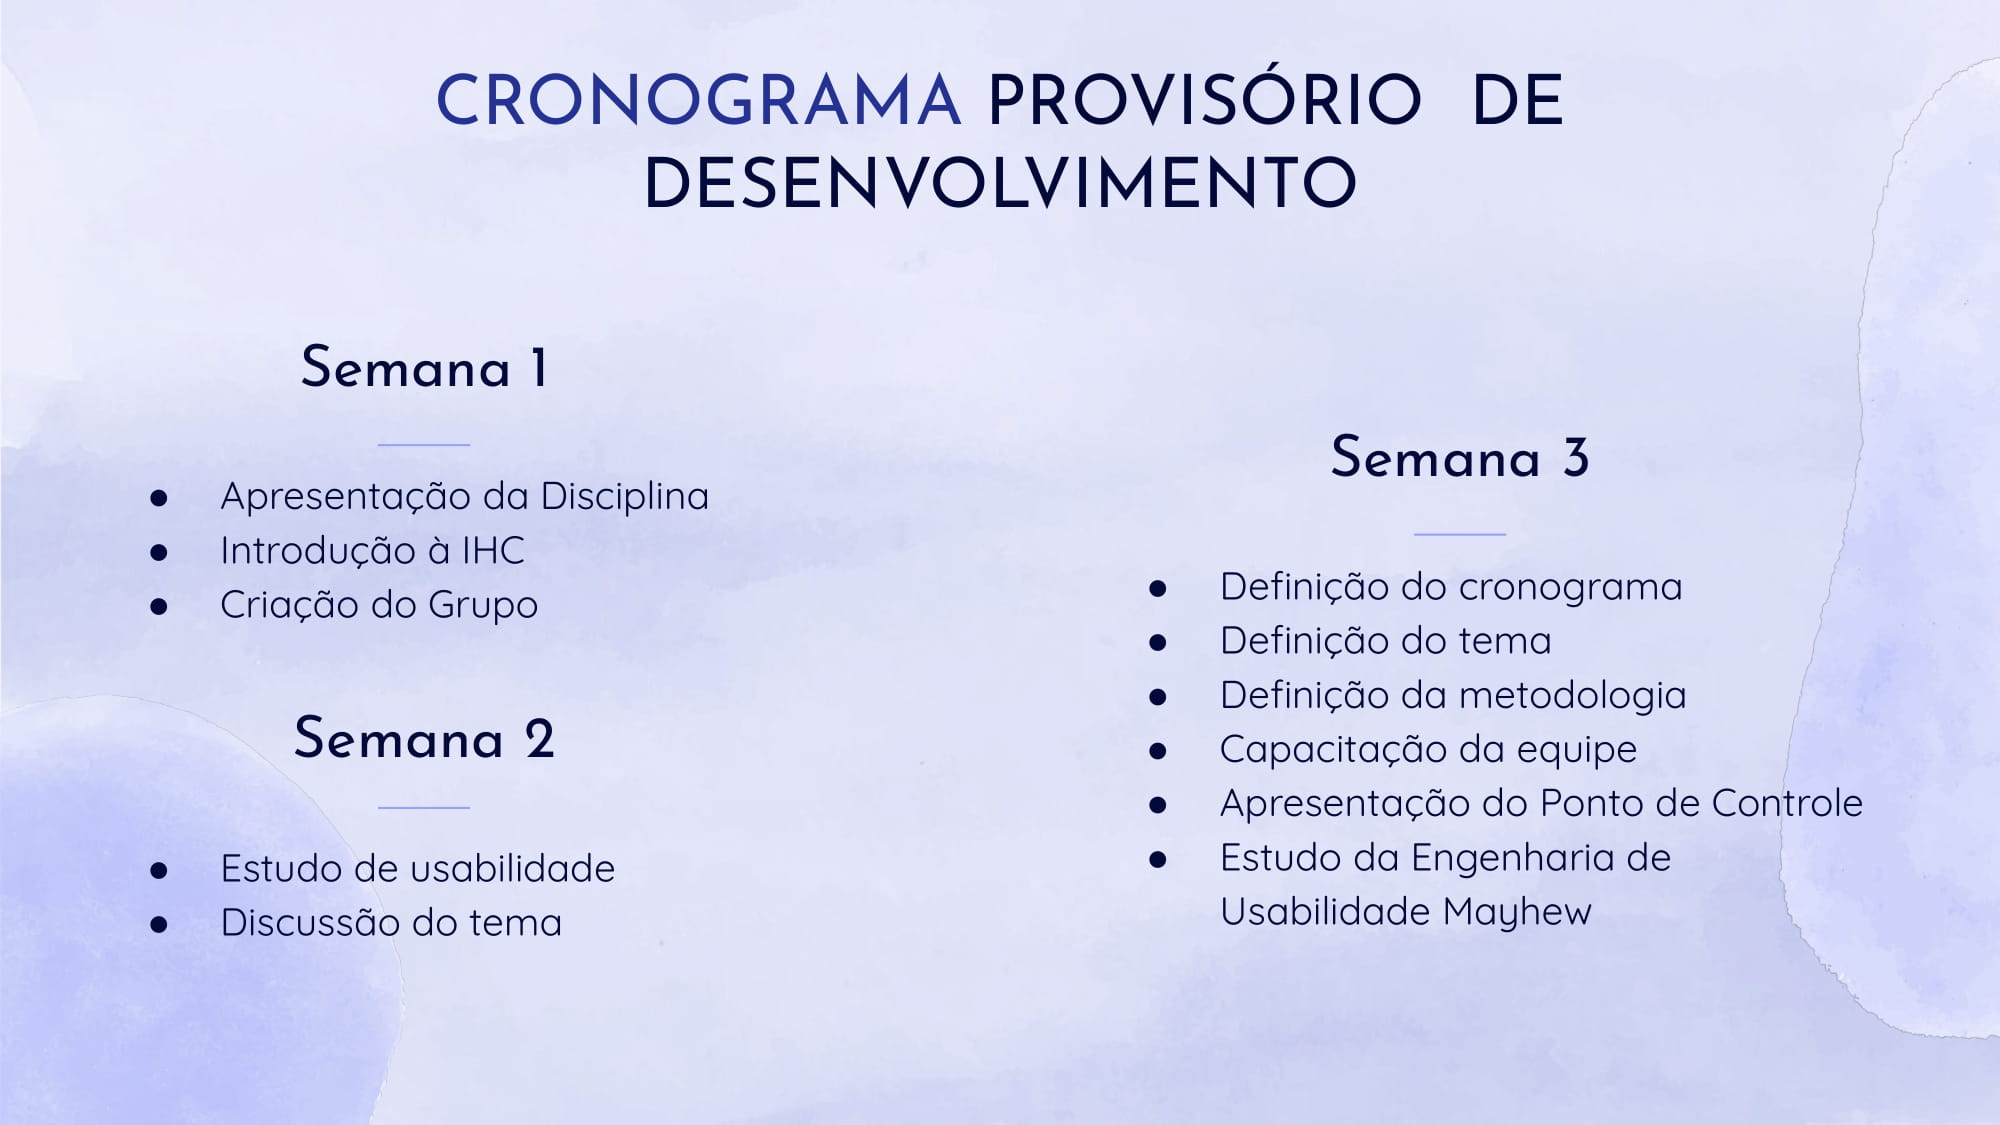 CRONOGRAMA PROVISÓRIO  DE
DESENVOLVIMENTO
Semana 1
● Apresentação da Disciplina
● Introdução à IHC
● Criação do Grupo
Semana 2
● Estudo de usabilidade
● Discussão do tema
Semana 3
● Definição do cronograma
● Definição do tema
● Definição da metodologia
● Capacitação da equipe
● Apresentação do Ponto de Controle
● Estudo da Engenharia de
Usabilidade Mayhew